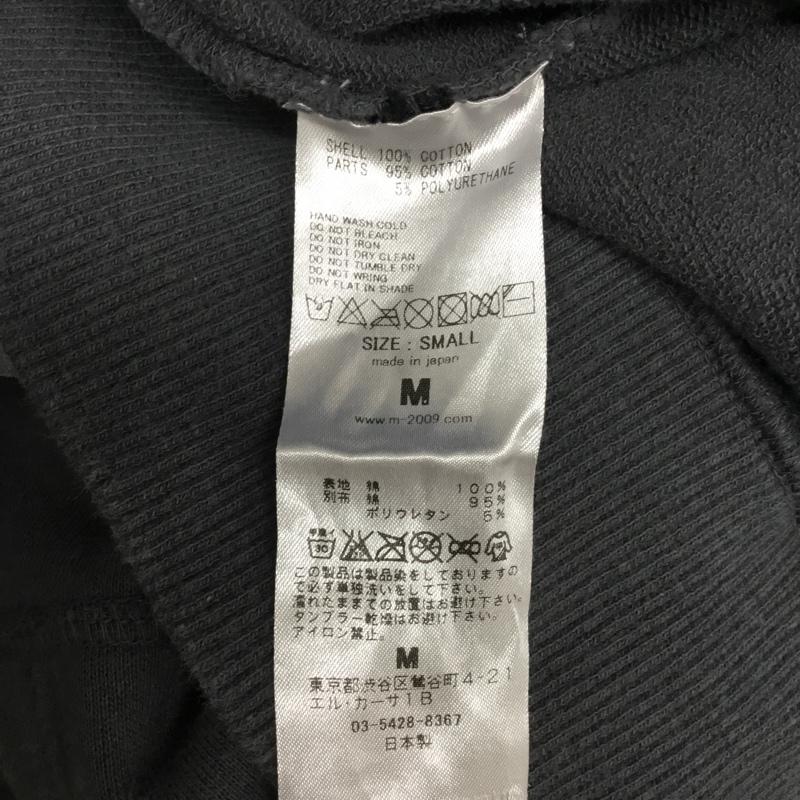 SHELL 100% COTTON
PARTS 95% COTTON
5% POLYURETHANE
HAND WASH COLD
DO NOT BLEACH
DO NOT IRON
DO NOT DRY CLEAN
DO NOT TUMBLE DRY
DO NOT WRING
DRY FLAT IN SHADE
SIZE : SMALL
made in japan
M
www.m-2009.com
表地 綿 100%
別布 綿 95%
ポリウレタン 5%
手洗イ
30
この製品は製品染をしておりますの
で必ず単独洗いをして下さい。
濡れたままでの放置はお避け下さい。
タンブラー乾燥はお避け下さい。
アイロン禁止。
M
東京都渋谷区鶯谷町4-21
エル・カーサ1B
03-5428-8367
日本製